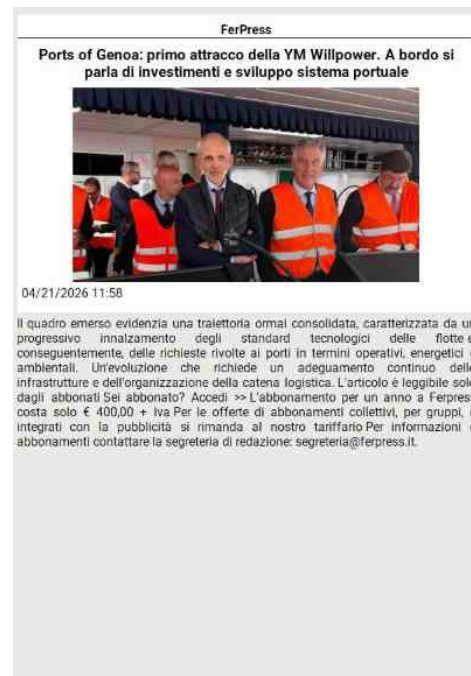 FerPress
Ports of Genoa: primo attracco della YM Willpower. A bordo si
parla di investimenti e sviluppo sistema portuale
04/21/2026 11:58
Il quadro emerso evidenzia una traiettoria ormai consolidata, caratterizzata da un
progressivo innalzamento degli standard tecnologici delle flotte e,
conseguentemente, delle richieste rivolte ai porti in termini operativi, energetici e
ambientali. Un'evoluzione che richiede un adeguamento continuo delle
infrastrutture e dell'organizzazione della catena logistica. L'articolo è leggibile solo
dagli abbonati Sei abbonato? Accedi >> L'abbonamento per un anno a Ferpress
costa solo € 400,00 + iva Per le offerte di abbonamenti collettivi, per gruppi, o
integrati con la pubblicità si rimanda al nostro tariffario Per informazioni e
abbonamenti contattare la segreteria di redazione: segreteria@ferpress.it.